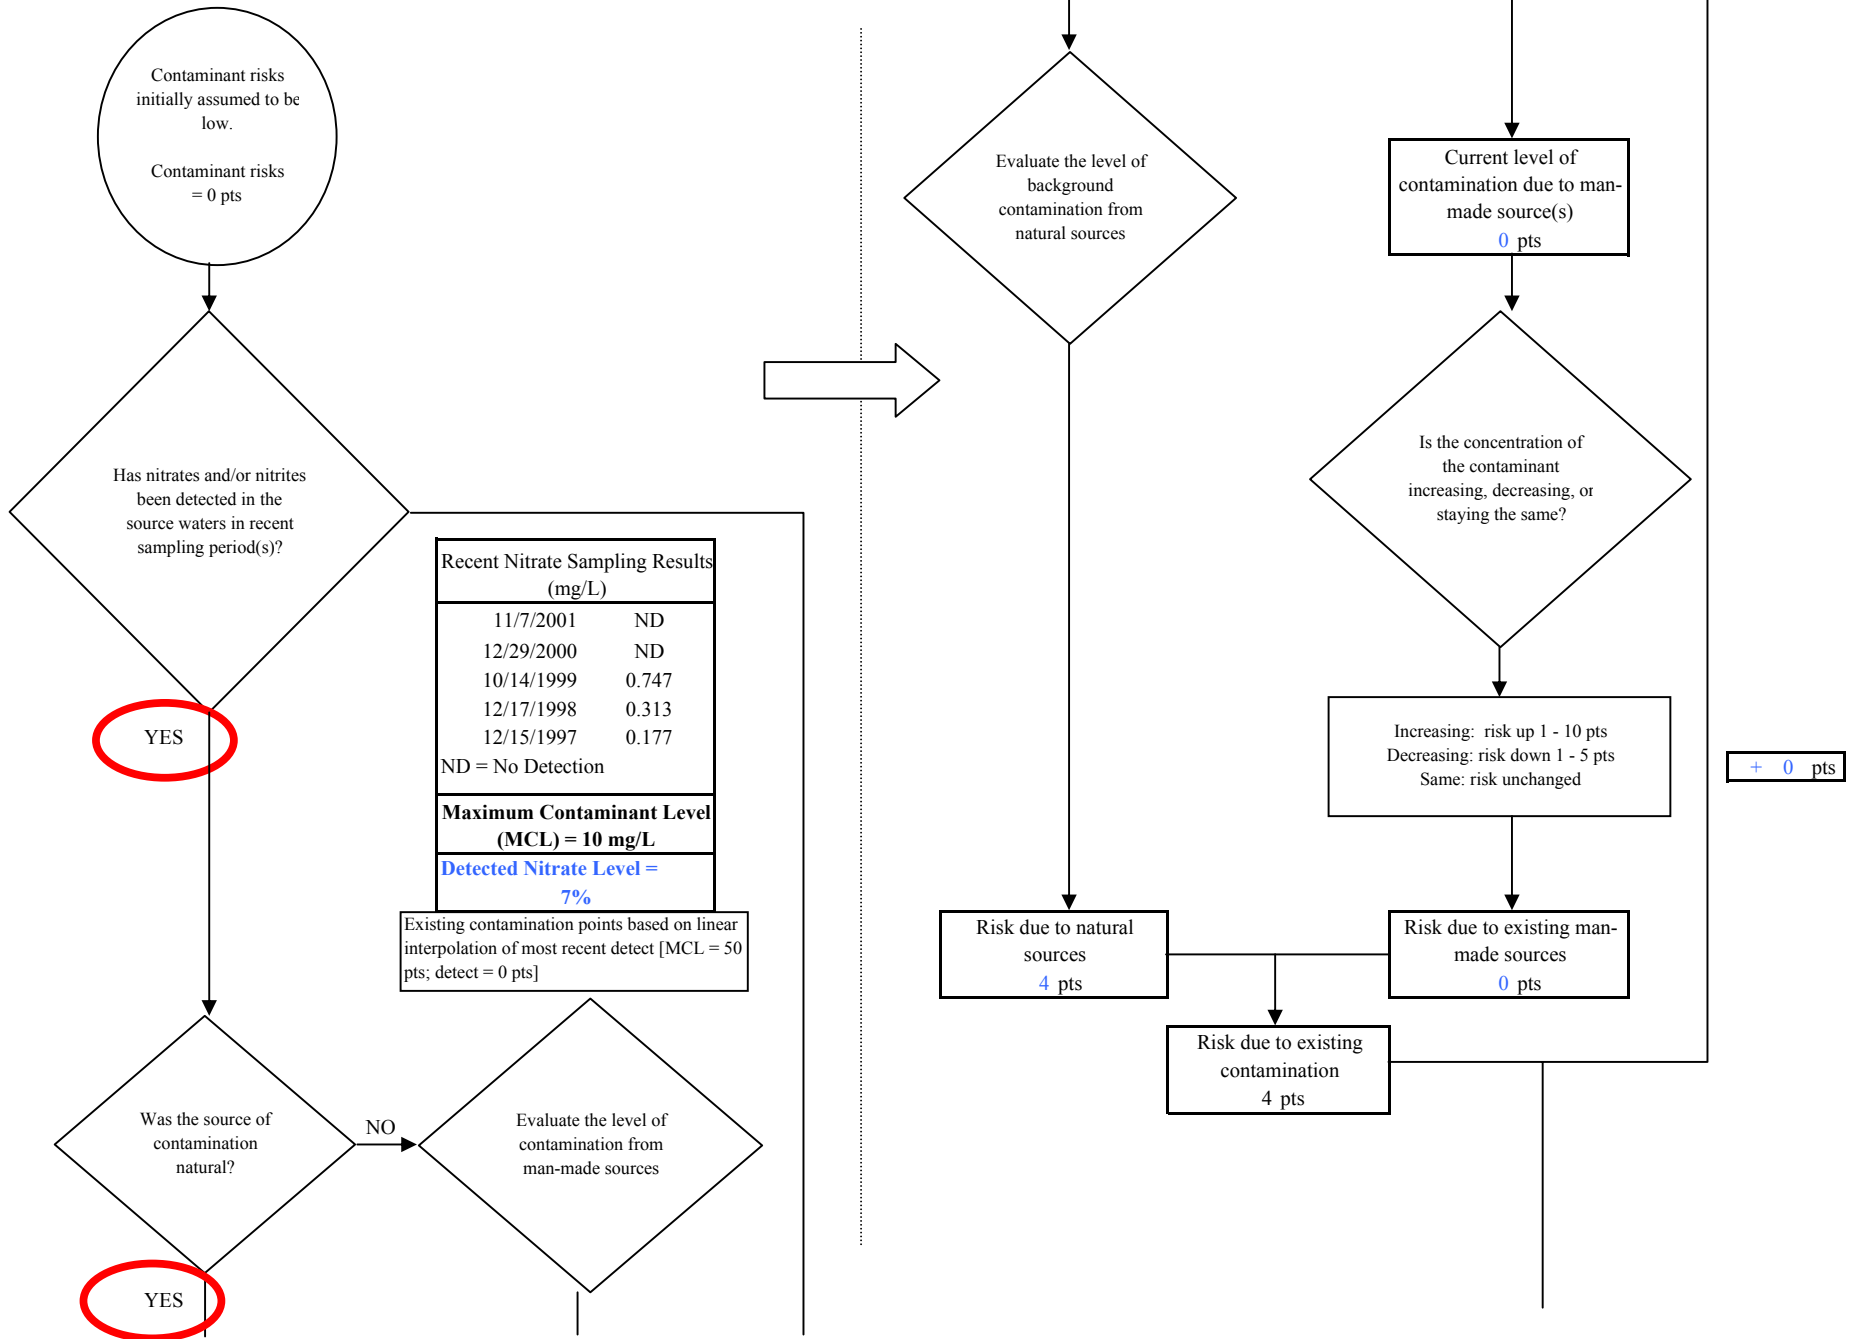 Contaminant risks
initially assumed to be
low.
Contaminant risks
= 0 pts
Has nitrates and/or nitrites
been detected in the
source waters in recent
sampling period(s)?
YES
Recent Nitrate Sampling Results
(mg/L)
11/7/2001 ND
12/29/2000 ND
10/14/1999 0.747
12/17/1998 0.313
12/15/1997 0.177
ND = No Detection
Maximum Contaminant Level
(MCL) = 10 mg/L
Detected Nitrate Level =
7%
Existing contamination points based on linear
interpolation of most recent detect [MCL = 50
pts; detect = 0 pts]
Was the source of
contamination
natural?
NO
Evaluate the level of
contamination from
man-made sources
YES
Evaluate the level of
background
contamination from
natural sources
Current level of
contamination due to man-
made source(s)
0 pts
Is the concentration of
the contaminant
increasing, decreasing, or
staying the same?
Increasing: risk up 1 - 10 pts
Decreasing: risk down 1 - 5 pts
Same: risk unchanged
+ 0 pts
Risk due to natural
sources
4 pts
Risk due to existing man-
made sources
0 pts
Risk due to existing
contamination
4 pts